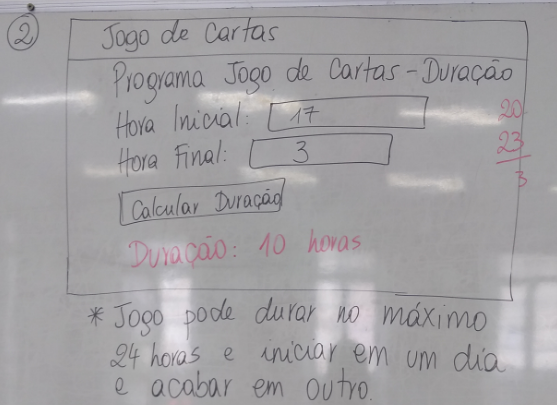 2
Jogo de Cartas
Programa Jogo de Cartas - Duração
Hora Inicial: 17
20
Hora Final: 3
23
3
Calcular Duração
Duração: 10 horas
* Jogo pode durar no máximo
24 horas e iniciar em um dia
e acabar em outro.